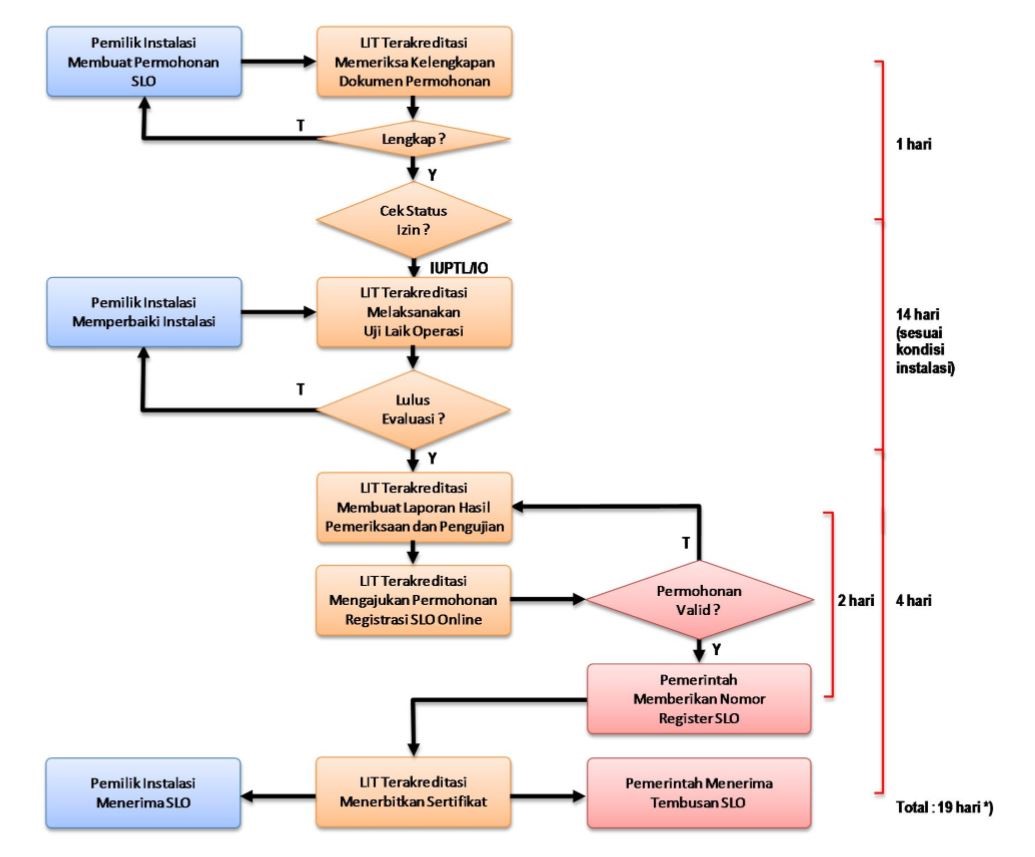 Pemilik Instalasi
Membuat Permohonan
SLO
LIT Terakreditasi
Memeriksa Kelengkapan
Dokumen Permohonan
T
Lengkap ?
1 hari
Y
Cek Status
Izin ?
IUPTL/IO
Pemilik Instalasi
Memperbaiki Instalasi
LIT Terakreditasi
Melaksanakan
Uji Laik Operasi
14 hari
(sesuai
kondisi
instalasi)
T
Lulus
Evaluasi ?
Y
LIT Terakreditasi
Membuat Laporan Hasil
Pemeriksaan dan Pengujian
T
LIT Terakreditasi
Mengajukan Permohonan
Registrasi SLO Online
Permohonan
Valid ?
2 hari
4 hari
Y
Pemerintah
Memberikan Nomor
Register SLO
Pemilik Instalasi
Menerima SLO
LIT Terakreditasi
Menerbitkan Sertifikat
Pemerintah Menerima
Tembusan SLO
Total : 19 hari *)